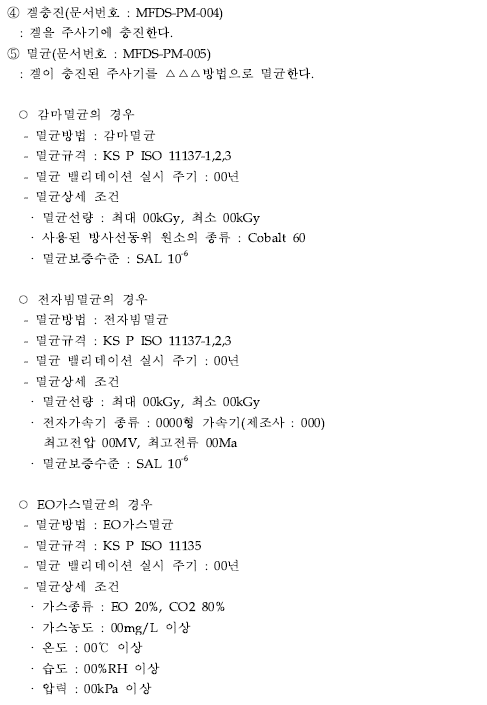 ④ 겔충진(문서번호 : MFDS-PM-004)
: 겔을 주사기에 충진한다.
⑤ 멸균(문서번호 : MFDS-PM-005)
: 겔이 충진된 주사기를 △△△방법으로 멸균한다.
○ 감마멸균의 경우
- 멸균방법 : 감마멸균
- 멸균규격 : KS P ISO 11137-1,2,3
- 멸균 밸리데이션 실시 주기 : 00년
- 멸균상세 조건
· 멸균선량 : 최대 00kGy, 최소 00kGy
· 사용된 방사선동위 원소의 종류 : Cobalt 60
· 멸균보증수준 : SAL 10⁻⁶
○ 전자빔멸균의 경우
- 멸균방법 : 전자빔멸균
- 멸균규격 : KS P ISO 11137-1,2,3
- 멸균 밸리데이션 실시 주기 : 00년
- 멸균상세 조건
· 멸균선량 : 최대 00kGy, 최소 00kGy
· 전자가속기 종류 : 0000형 가속기(제조사 : 000)
최고전압 00MV, 최고전류 00Ma
· 멸균보증수준 : SAL 10⁻⁶
○ EO가스멸균의 경우
- 멸균방법 : EO가스멸균
- 멸균규격 : KS P ISO 11135
- 멸균 밸리데이션 실시 주기 : 00년
- 멸균상세 조건
· 가스종류 : EO 20%, CO2 80%
· 가스농도 : 00mg/L 이상
· 온도 : 00℃ 이상
· 습도 : 00%RH 이상
· 압력 : 00kPa 이상